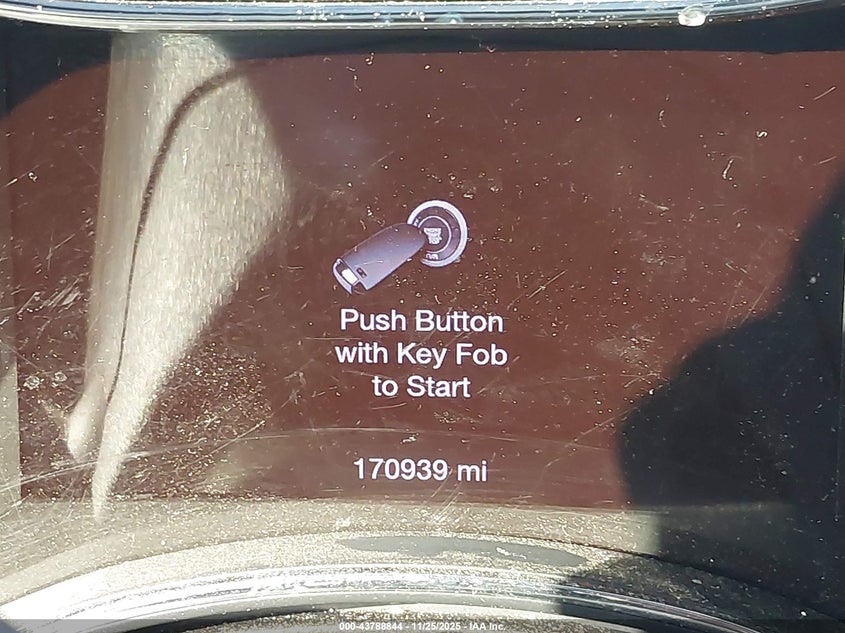 Push Button
with Key Fob
to Start
170939 mi
000-43788844 - 11/25/2025 - IAA Inc.